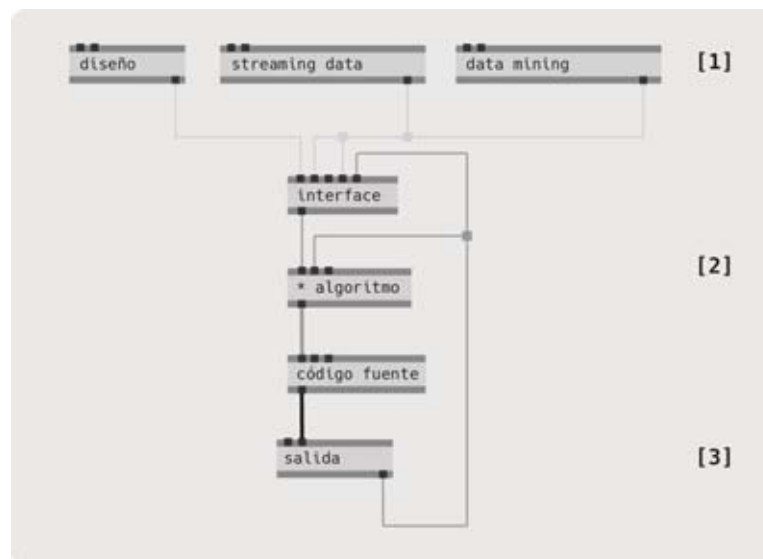 diseño streaming data data mining [1]
interface
[2]
* algoritmo
código fuente
salida [3]